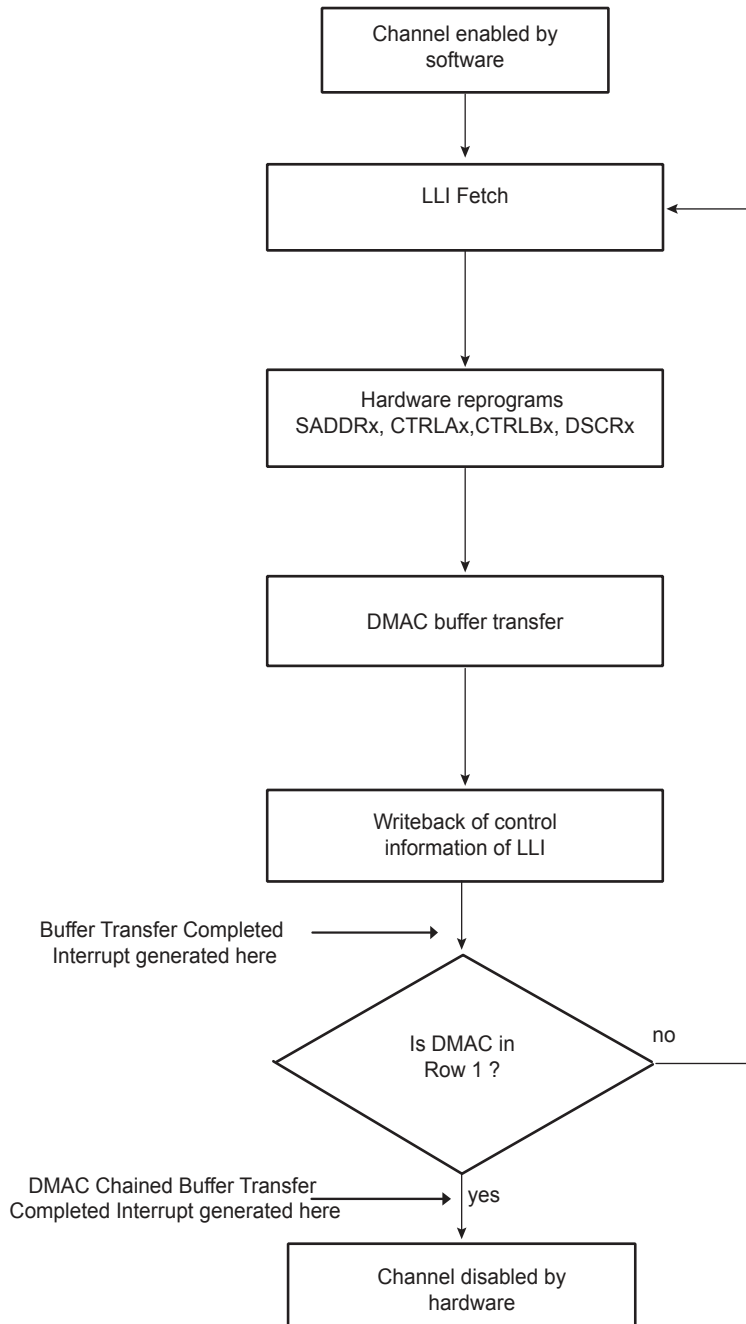 Channel enabled by
software
LLI Fetch
Hardware reprograms
SADDRx, CTRLAx,CTRLBx, DSCRx
DMAC buffer transfer
Writeback of control
information of LLI
Buffer Transfer Completed
Interrupt generated here
Is DMAC in
Row 1 ?
no
DMAC Chained Buffer Transfer
Completed Interrupt generated here
yes
Channel disabled by
hardware